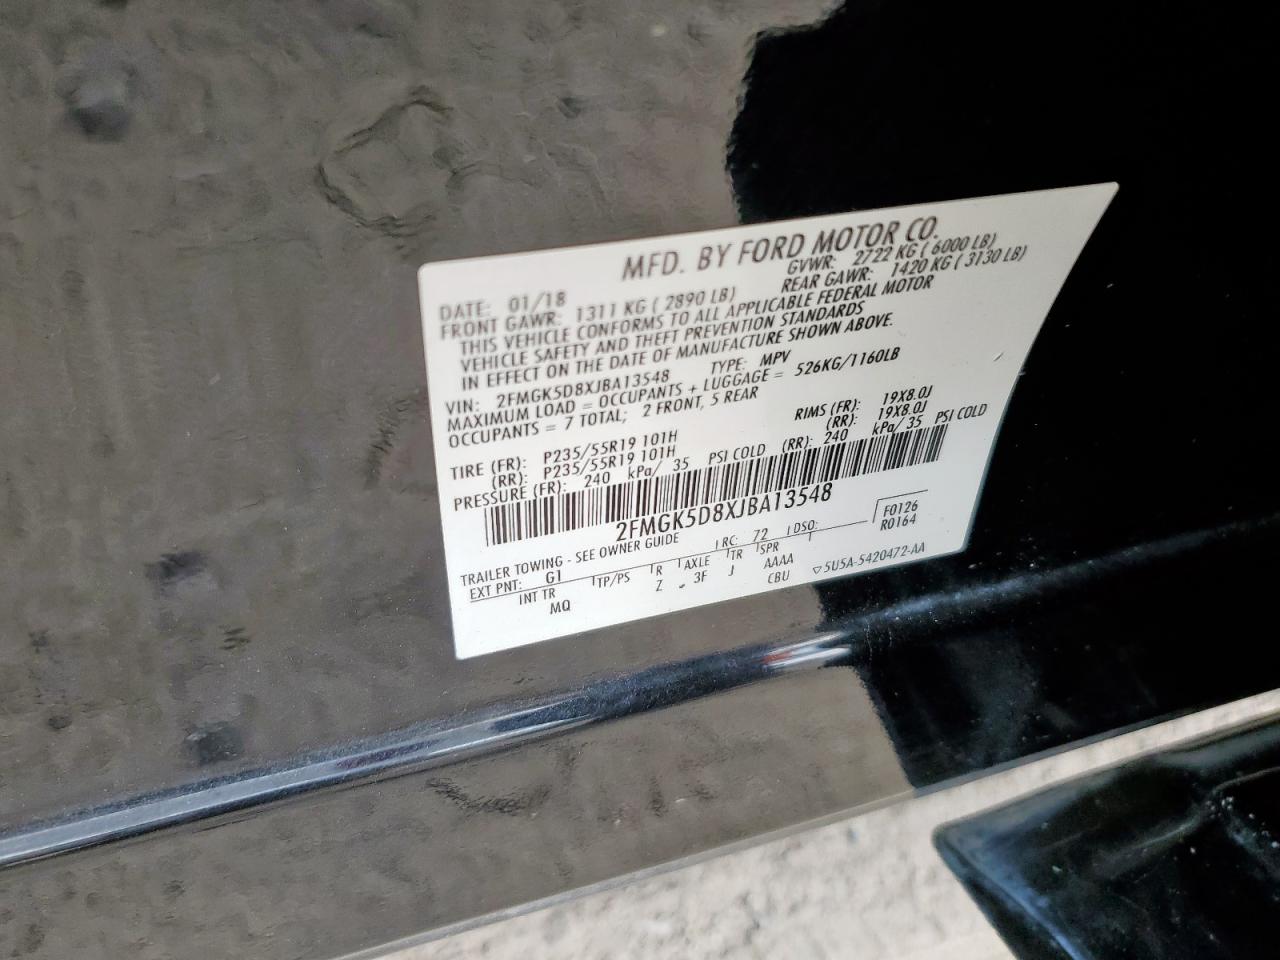 MFD. BY FORD MOTOR CO.
DATE: 01/18 GVWR: 2722 KG ( 6000 LB)
FRONT GAWR: 1311 KG ( 2890 LB) REAR GAWR: 1420 KG ( 3130 LB)
THIS VEHICLE CONFORMS TO ALL APPLICABLE FEDERAL MOTOR
VEHICLE SAFETY AND THEFT PREVENTION STANDARDS
IN EFFECT ON THE DATE OF MANUFACTURE SHOWN ABOVE.
VIN: 2FMGK5D8XJBA13548 TYPE: MPV
MAXIMUM LOAD = OCCUPANTS + LUGGAGE = 526KG/1160LB
OCCUPANTS = 7 TOTAL; 2 FRONT, 5 REAR
TIRE (FR): P235/55R19 101H RIMS (FR): 19X8.0J
(RR): P235/55R19 101H (RR): 19X8.0J
PRESSURE (FR): 240 kPa/ 35 PSI COLD (RR): 240 kPa/ 35 PSI COLD
2FMGK5D8XJBA13548
TRAILER TOWING - SEE OWNER GUIDE
EXT PNT: G1 RC: 72 DSO: F0126
R0164
INT TR TP/PS R AXLE TR SPR
MQ Z 3F J AAAA
CBU
▽5U5A-5420472-AA